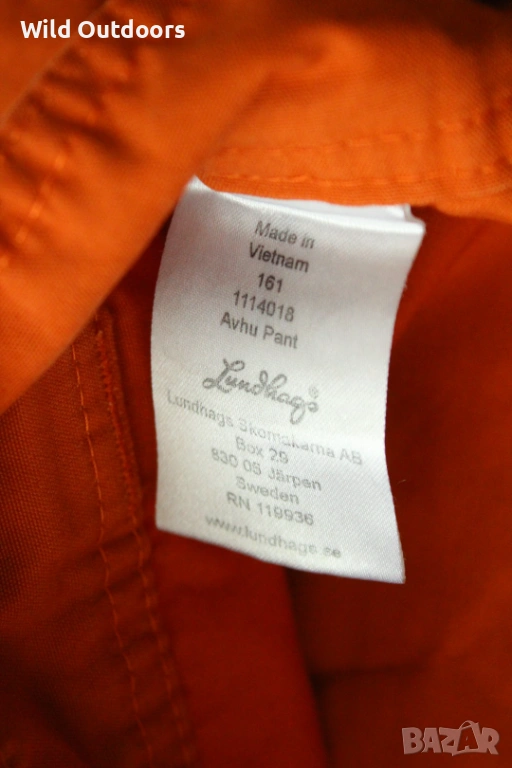 Wild Outdoors
Made in
Vietnam
161
1114018
Avhu Pant
Lundhags®
Lundhags Skomakarna AB
Box 29
830 05 Järpen
Sweden
RN 119936
www.lundhags.se
BAZAR